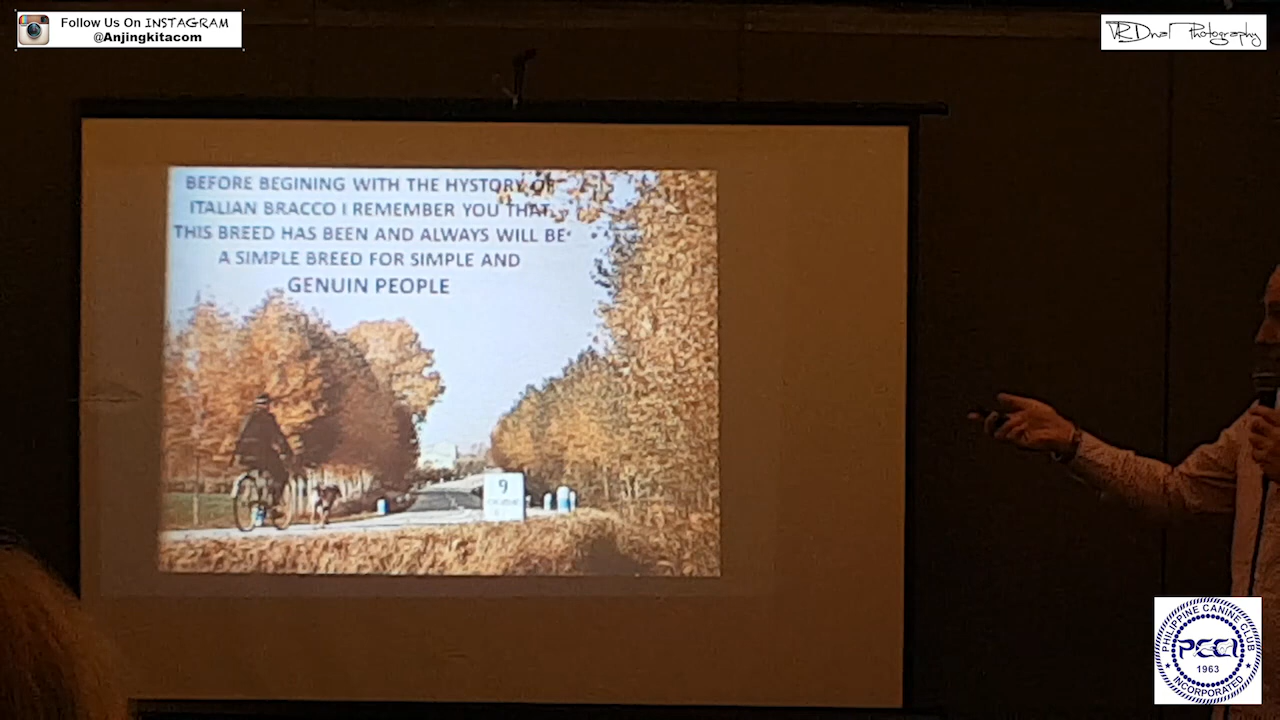 Follow Us On INSTAGRAM
@Anjingkitacom
VRDnal Photography
BEFORE BEGINING WITH THE HYSTORY OF
ITALIAN BRACCO I REMEMBER YOU THAT
THIS BREED HAS BEEN AND ALWAYS WILL BE
A SIMPLE BREED FOR SIMPLE AND
GENUIN PEOPLE
9
PHILIPPINE CANINE CLUB
PCCI
1963
INCORPORATED